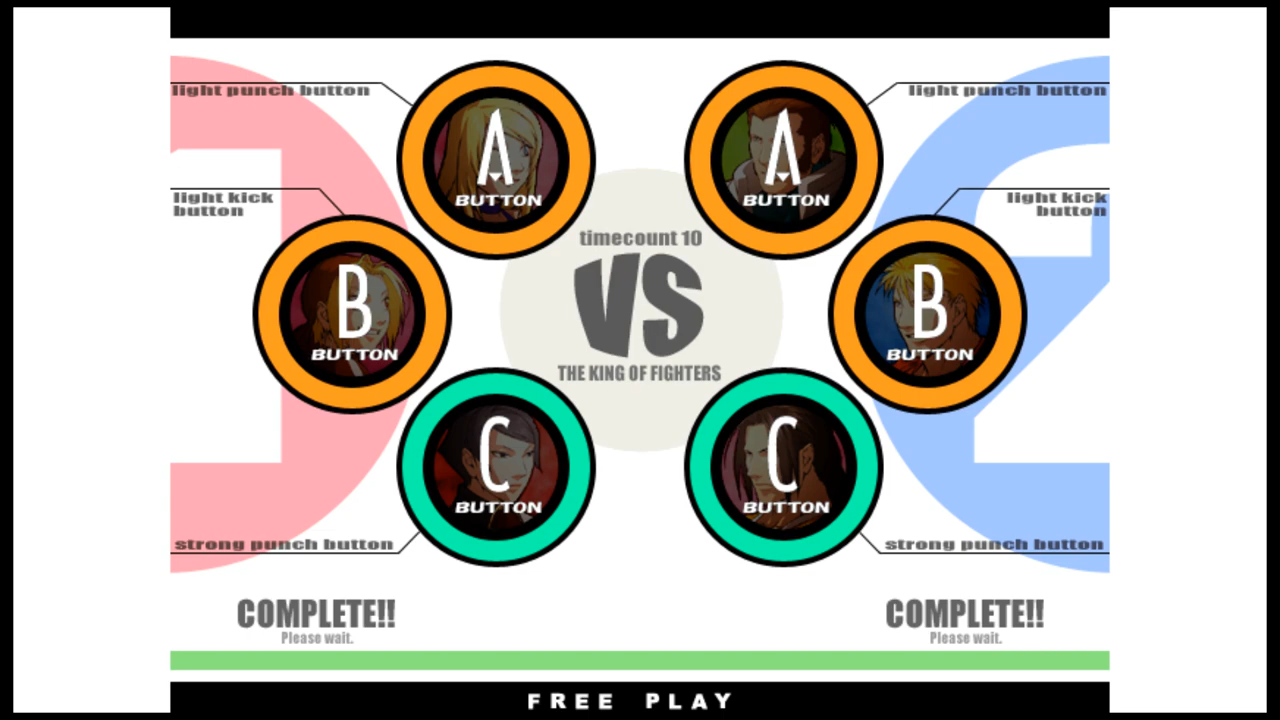 light punch button
A
BUTTON
A
BUTTON
light punch button
light kick
button
light kick
button
timecount 10
VS
THE KING OF FIGHTERS
B
BUTTON
B
BUTTON
C
BUTTON
C
BUTTON
strong punch button
strong punch button
COMPLETE!!
Please wait.
COMPLETE!!
Please wait.
FREE PLAY